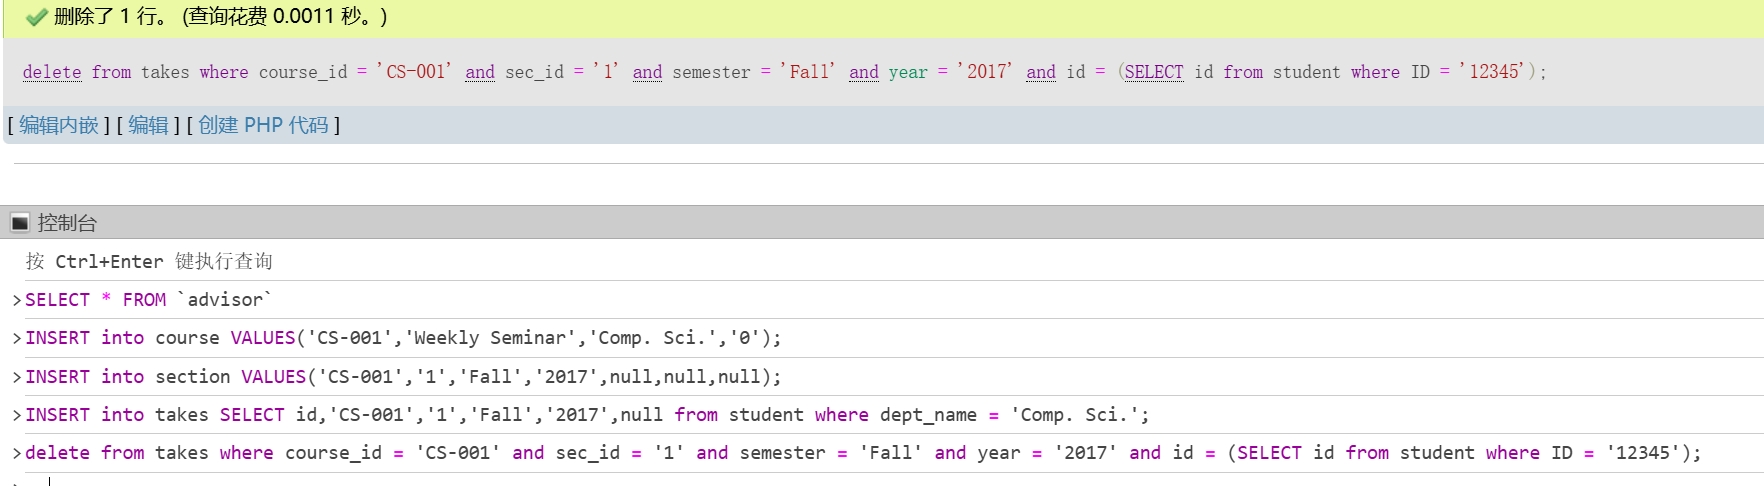 删除了 1 行。 (查询花费 0.0011 秒。)
delete from takes where course_id = 'CS-001' and sec_id = '1' and semester = 'Fall' and year = '2017' and id = (SELECT id from student where ID = '12345');
[ 编辑内嵌 ] [ 编辑 ] [ 创建 PHP 代码 ]
控制台
按 Ctrl+Enter 键执行查询
>SELECT * FROM `advisor`
>INSERT into course VALUES('CS-001','Weekly Seminar','Comp. Sci.','0');
>INSERT into section VALUES('CS-001','1','Fall','2017',null,null,null);
>INSERT into takes SELECT id,'CS-001','1','Fall','2017',null from student where dept_name = 'Comp. Sci.';
>delete from takes where course_id = 'CS-001' and sec_id = '1' and semester = 'Fall' and year = '2017' and id = (SELECT id from student where ID = '12345');
>